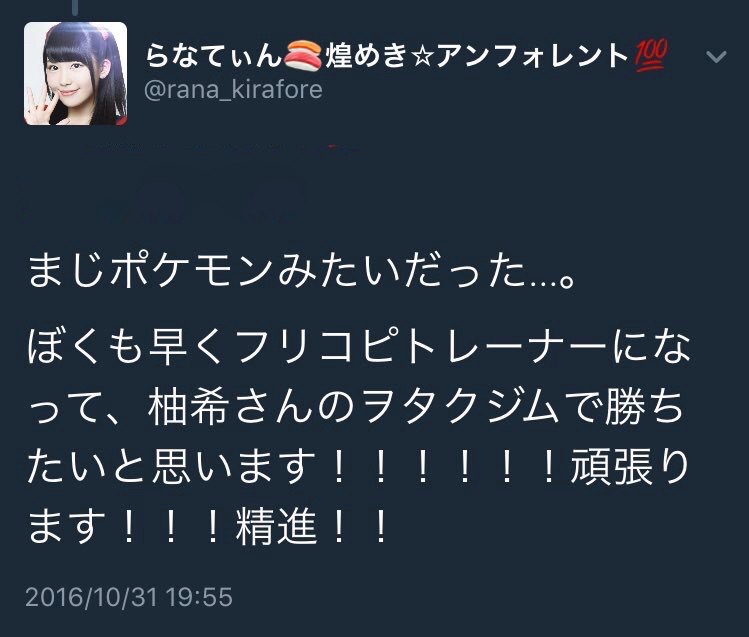 らなてぃん🍣煌めき☆アンフォレント💯
@rana_kirafore
まじポケモンみたいだった…。
ぼくも早くフリコピトレーナーにな
って、柚希さんのヲタクジムで勝ち
たいと思います！！！！！！頑張り
ます！！！精進！！
2016/10/31 19:55